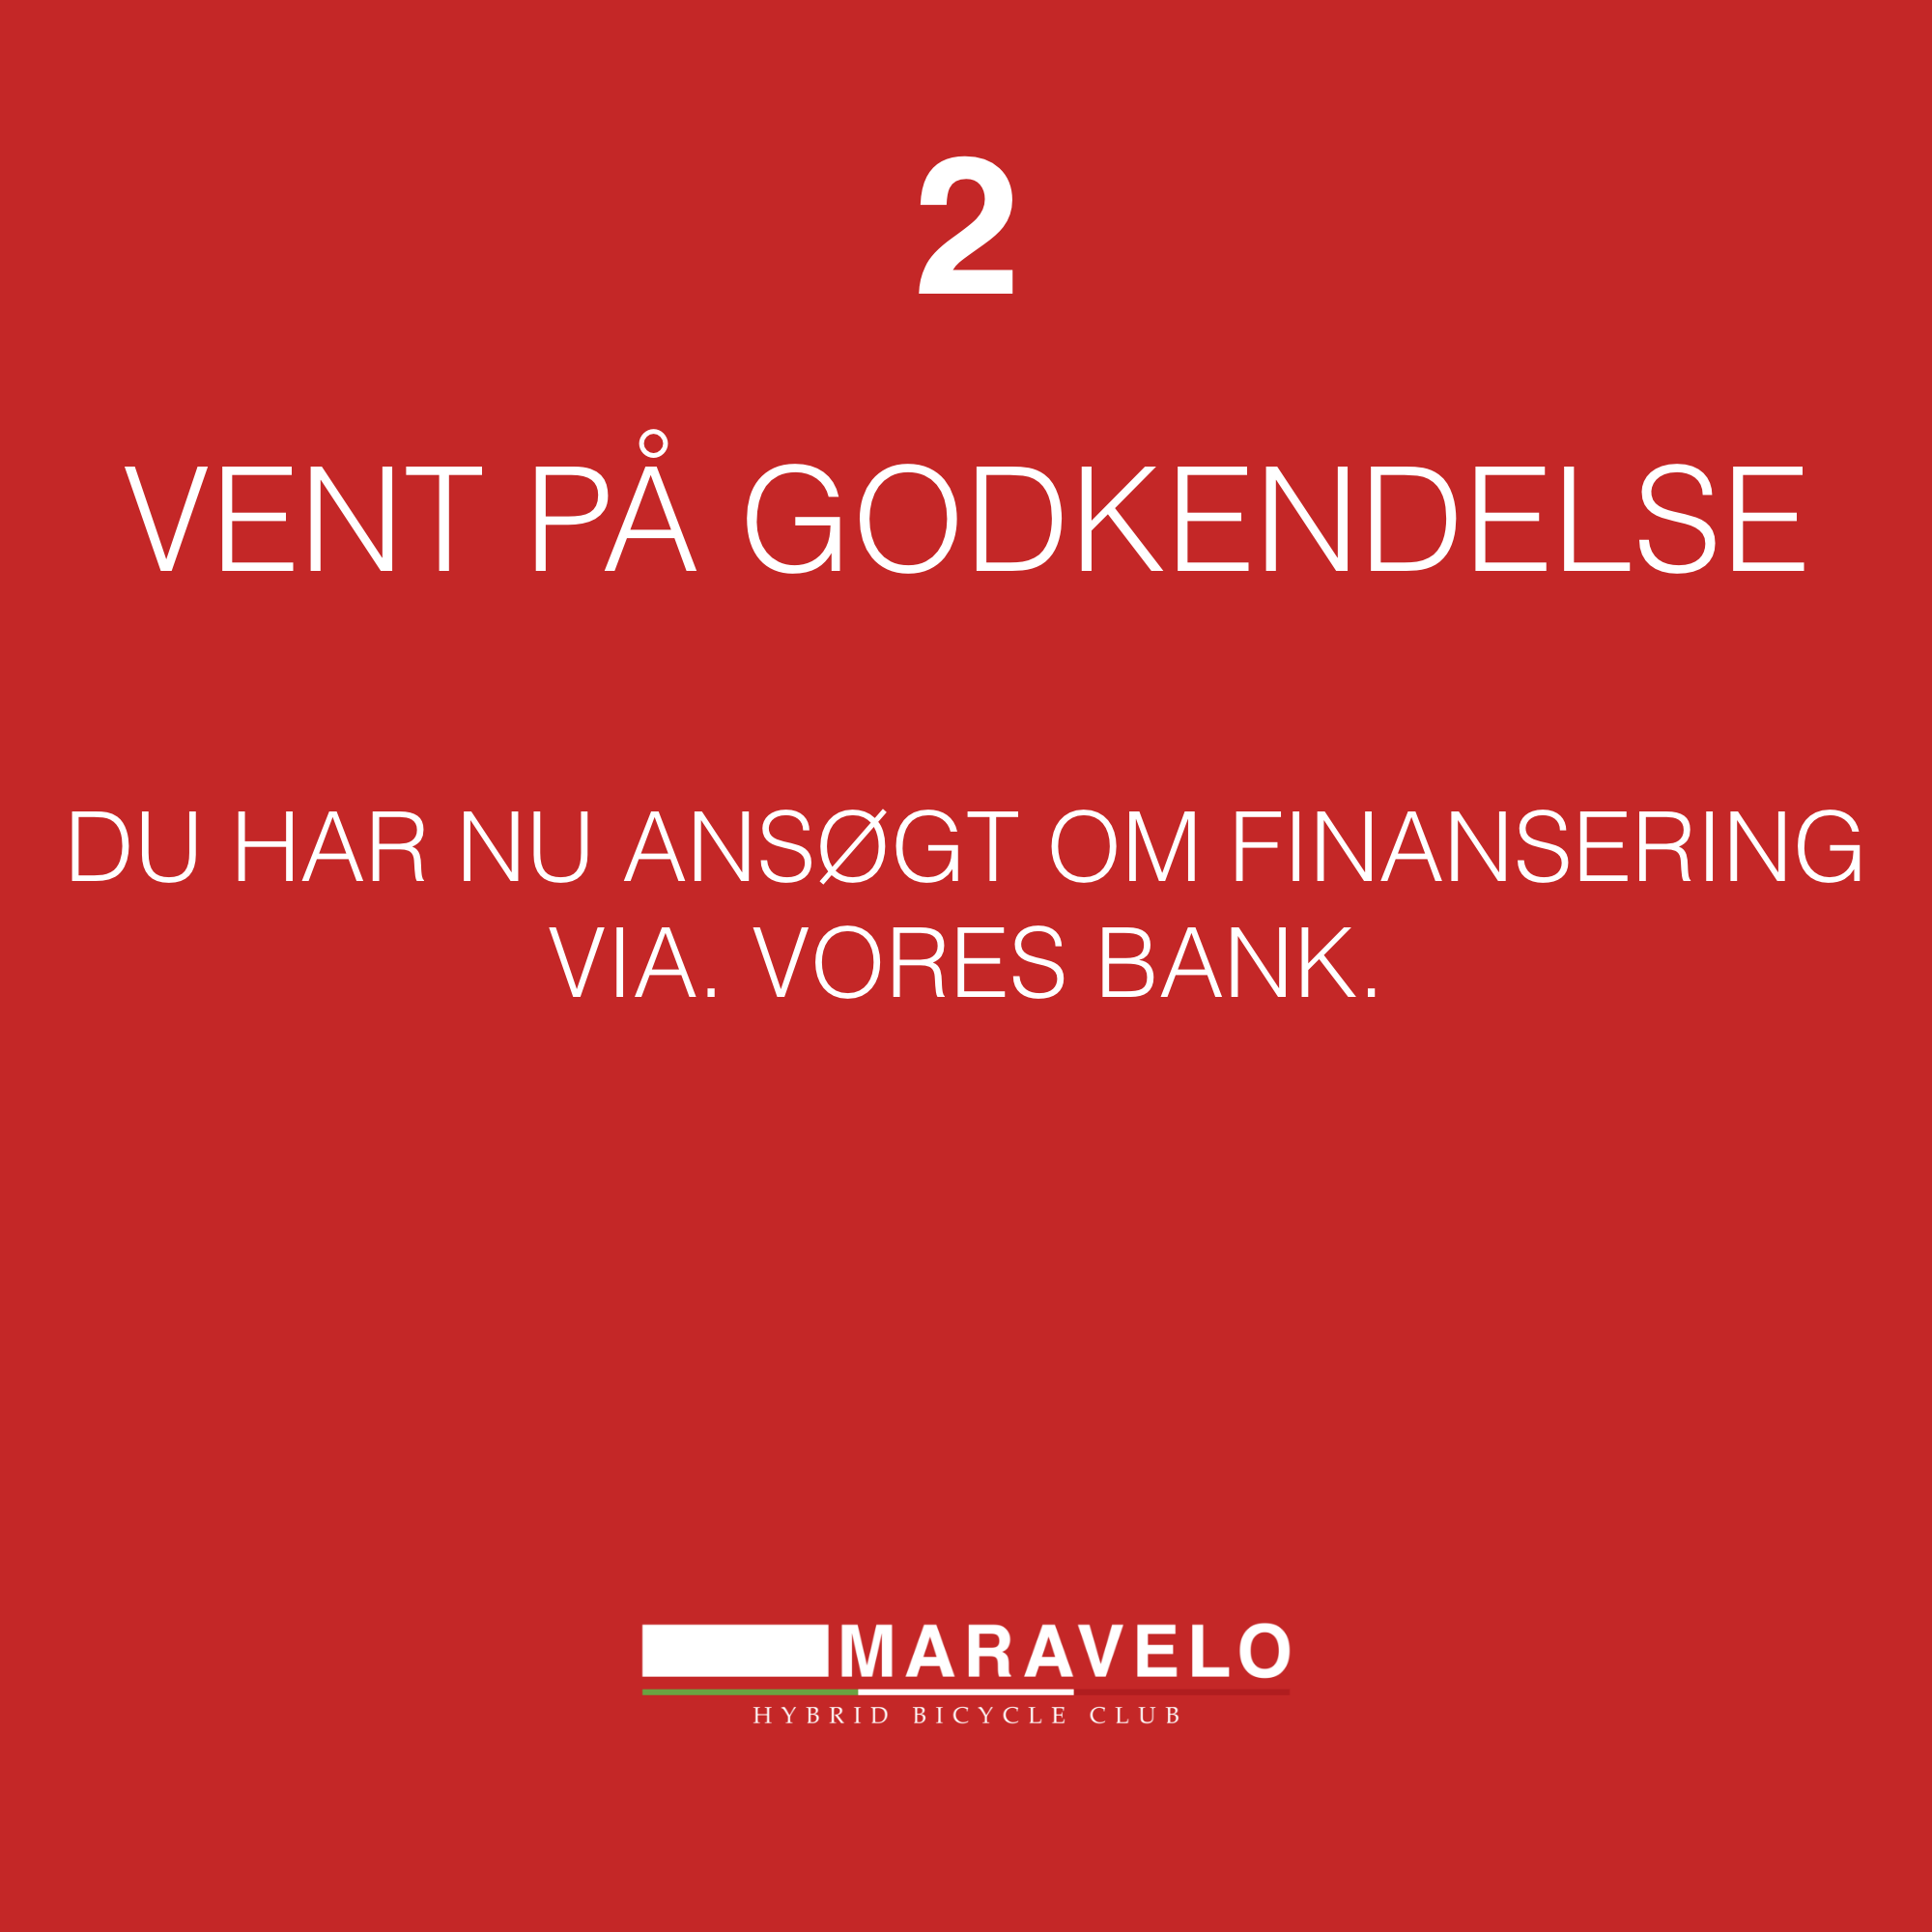 2
VENT PÅ GODKENDELSE
DU HAR NU ANSØGT OM FINANSERING
VIA. VORES BANK.
MARAVELO
HYBRID BICYCLE CLUB